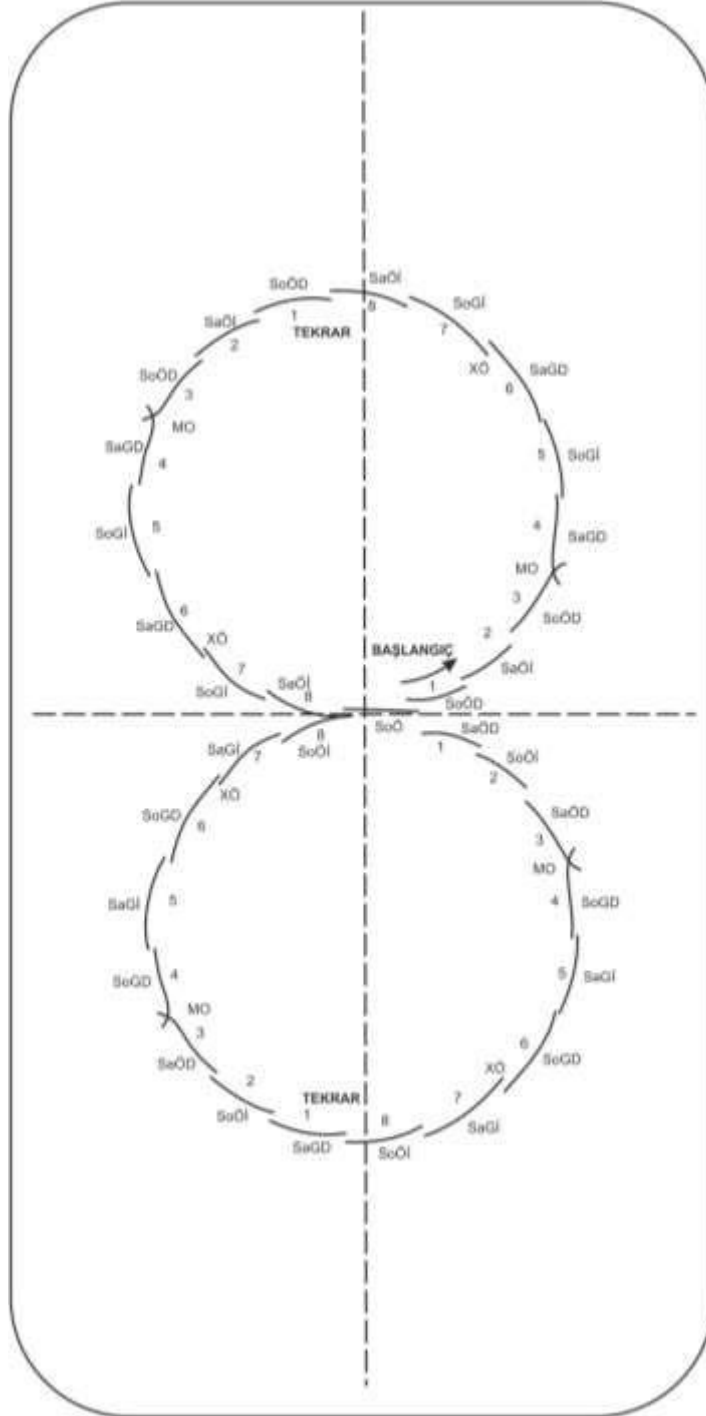 SoÖD
SaÖİ
1
TEKRAR
8
SoGİ
7
SaÖİ
2
XÖ
SaGD
6
SoÖD
3
MO
SaGD
4
5
SoGİ
SoGİ
5
4
SaGD
MO
3
SoÖD
6
SaGD
XÖ
7
SoGİ
SaÖİ
8
BAŞLANGIÇ
2
SaÖİ
1
SoÖD
SoÖ
SaÖD
SaGİ
7
8
SoÖİ
1
SoÖİ
2
XÖ
SoGD
6
SaÖD
3
MO
SaGİ
5
4
SoGD
SoGD
4
5
SaGİ
MO
3
SaÖD
6
SoGD
XÖ
2
SoÖİ
TEKRAR
1
SaGD
8
SoÖİ
7
SaGİ